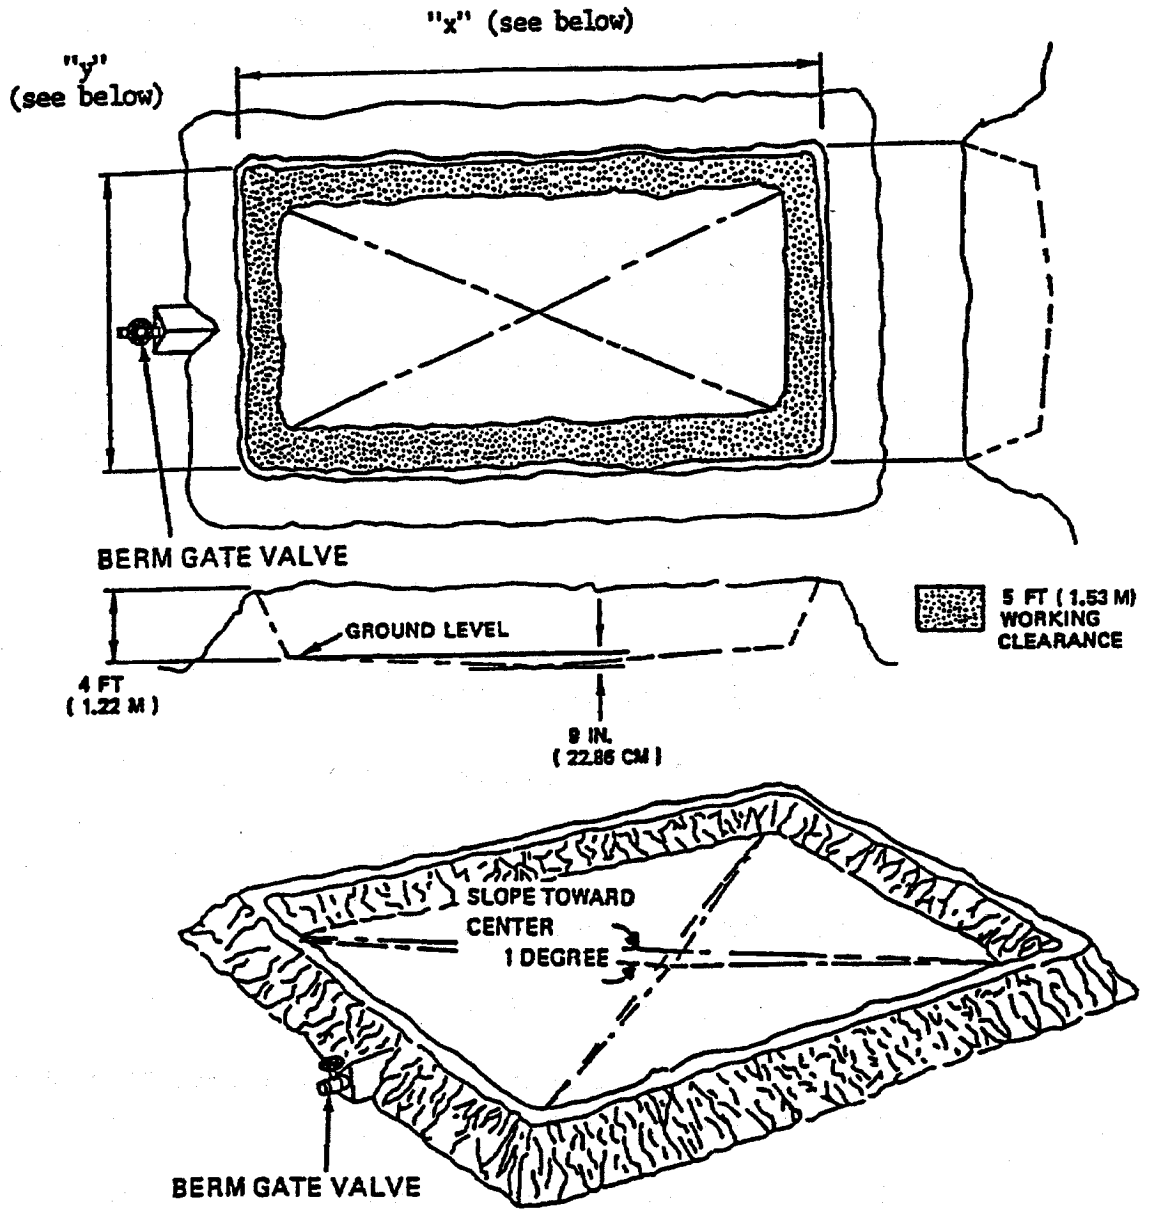 "x" (see below)
"y"
(see below)
BERM GATE VALVE
GROUND LEVEL
5 FT (1.53 M)
WORKING
CLEARANCE
4 FT
(1.22 M)
9 IN.
(22.86 CM)
SLOPE TOWARD
CENTER
1 DEGREE
BERM GATE VALVE